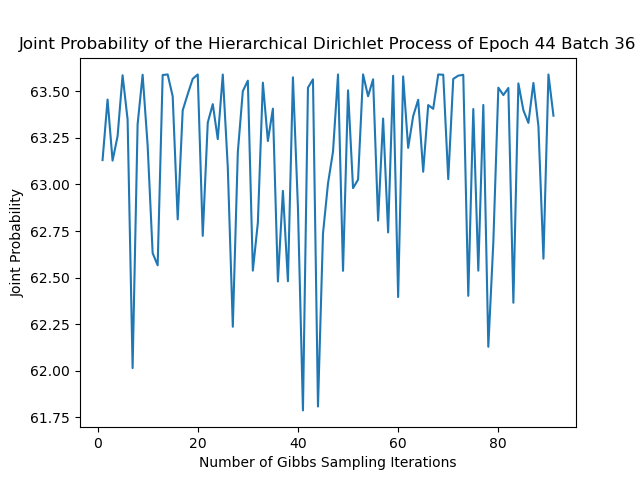 Joint Probability of the Hierarchical Dirichlet Process of Epoch 44 Batch 36
63.50
63.25
63.00
62.75
62.50
62.25
62.00
61.75
Joint Probability
0 20 40 60 80
Number of Gibbs Sampling Iterations